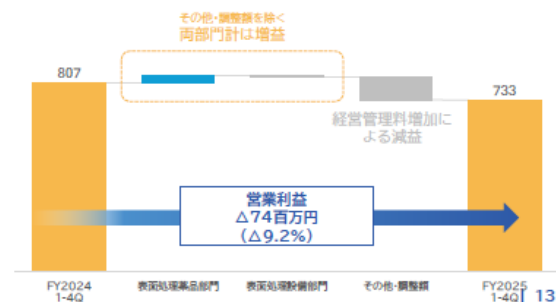 その他・調整額を除く
両部門計は増益
807
733
経営管理料増加に
よる減益
営業利益
△74百万円
(△9.2%)
FY2024
1-4Q
表面処理薬品部門
表面処理設備部門
その他・調整額
FY2025
1-4Q
13